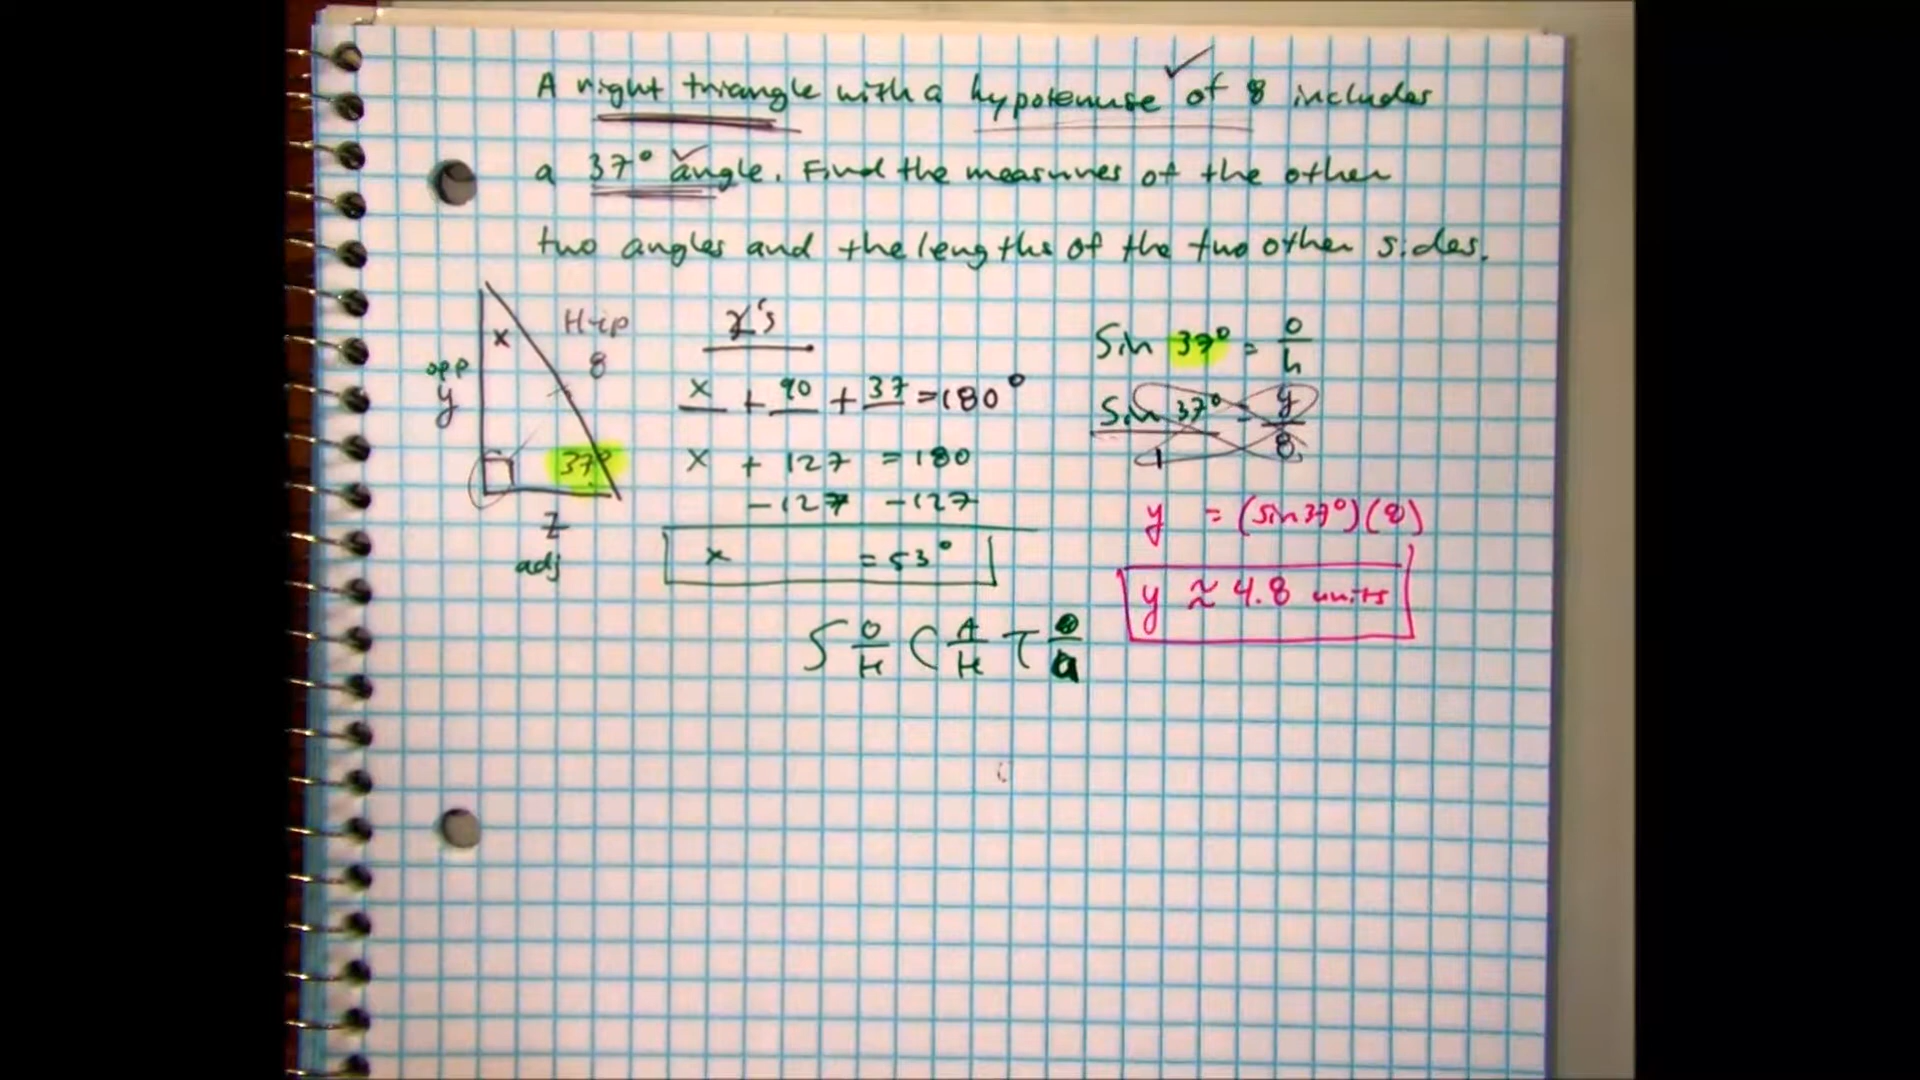 A right triangle with a hypotenuse of 8 includes
a 37° angle. Find the measures of the other
two angles and the lengths of the two other sides.
x
Hyp
8
opp
y
37°
z
adj
x + 90 + 37 = 180°
x + 127 = 180
-127 -127
x = 53°
S O/H C A/H T O/A
Sin 37° = o/h
Sin 37°/1 = y/8
y = (sin 37°)(8)
y ≈ 4.8 units